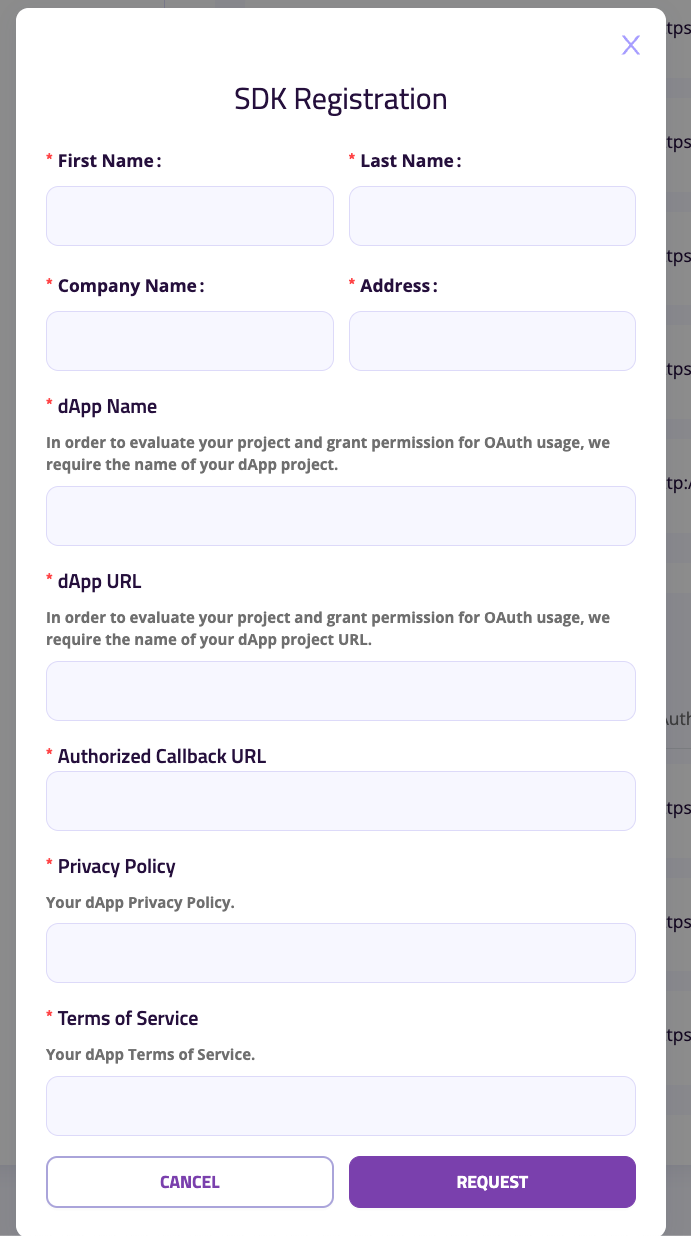 SDK Registration
* First Name :
* Last Name :
* Company Name :
* Address :
* dApp Name
In order to evaluate your project and grant permission for OAuth usage, we
require the name of your dApp project.
* dApp URL
In order to evaluate your project and grant permission for OAuth usage, we
require the name of your dApp project URL.
* Authorized Callback URL
* Privacy Policy
Your dApp Privacy Policy.
* Terms of Service
Your dApp Terms of Service.
CANCEL
REQUEST